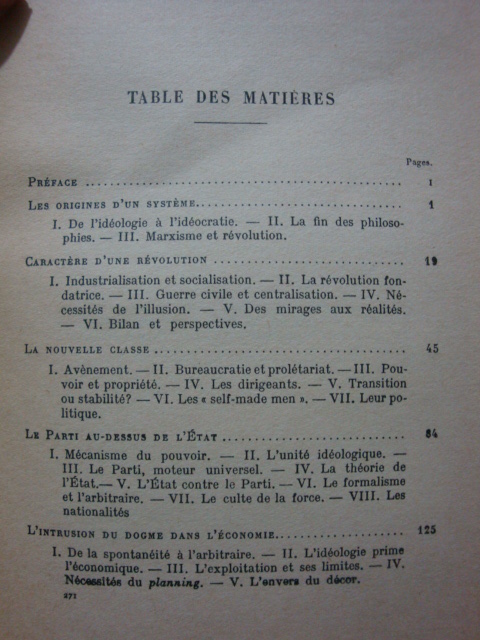 TABLE DES MATIÈRES
Pages.
PRÉFACE .......... I
LES ORIGINES D'UN SYSTÈME.......... 1
I. De l'idéologie à l'idéocratie. — II. La fin des philoso-
phies. — III. Marxisme et révolution.
CARACTÈRE D'UNE RÉVOLUTION .......... 19
I. Industrialisation et socialisation. — II. La révolution fon-
datrice. — III. Guerre civile et centralisation. — IV. Né-
cessités de l'illusion. — V. Des mirages aux réalités.
— VI. Bilan et perspectives.
LA NOUVELLE CLASSE .......... 45
I. Avènement. — II. Bureaucratie et prolétariat. — III. Pou-
voir et propriété. — IV. Les dirigeants. — V. Transition
ou stabilité? — VI. Les « self-made men ». — VII. Leur po-
litique.
LE PARTI AU-DESSUS DE L'ÉTAT .......... 84
I. Mécanisme du pouvoir. — II. L'unité idéologique. —
III. Le Parti, moteur universel. — IV. La théorie de
l'État. — V. L'État contre le Parti. — VI. Le formalisme
et l'arbitraire. — VII. Le culte de la force. — VIII. Les
nationalités
L'INTRUSION DU DOGME DANS L'ÉCONOMIE.......... 125
I. De la spontanéité à l'arbitraire. — II. L'idéologie prime
l'économique. — III. L'exploitation et ses limites. — IV.
Nécessités du planning. — V. L'envers du décor.
271